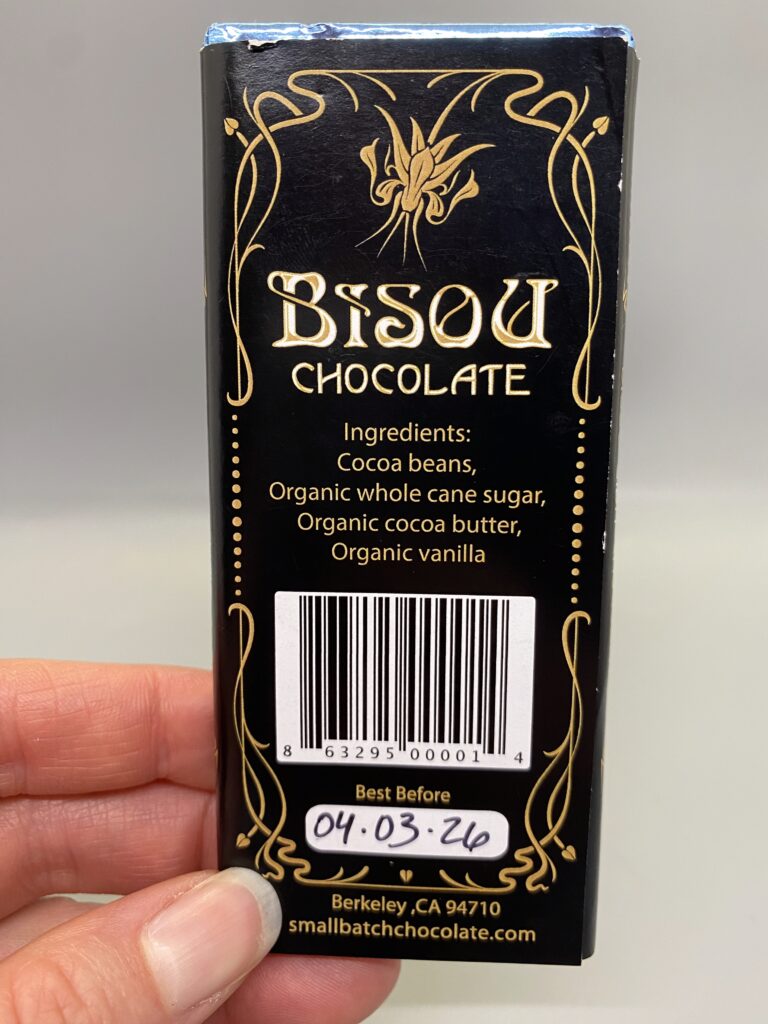 BISOU
CHOCOLATE
Ingredients:
Cocoa beans,
Organic whole cane sugar,
Organic cocoa butter,
Organic vanilla
8 63295 00001 4
Best Before
04.03.26
Berkeley ,CA 94710
smallbatchchocolate.com